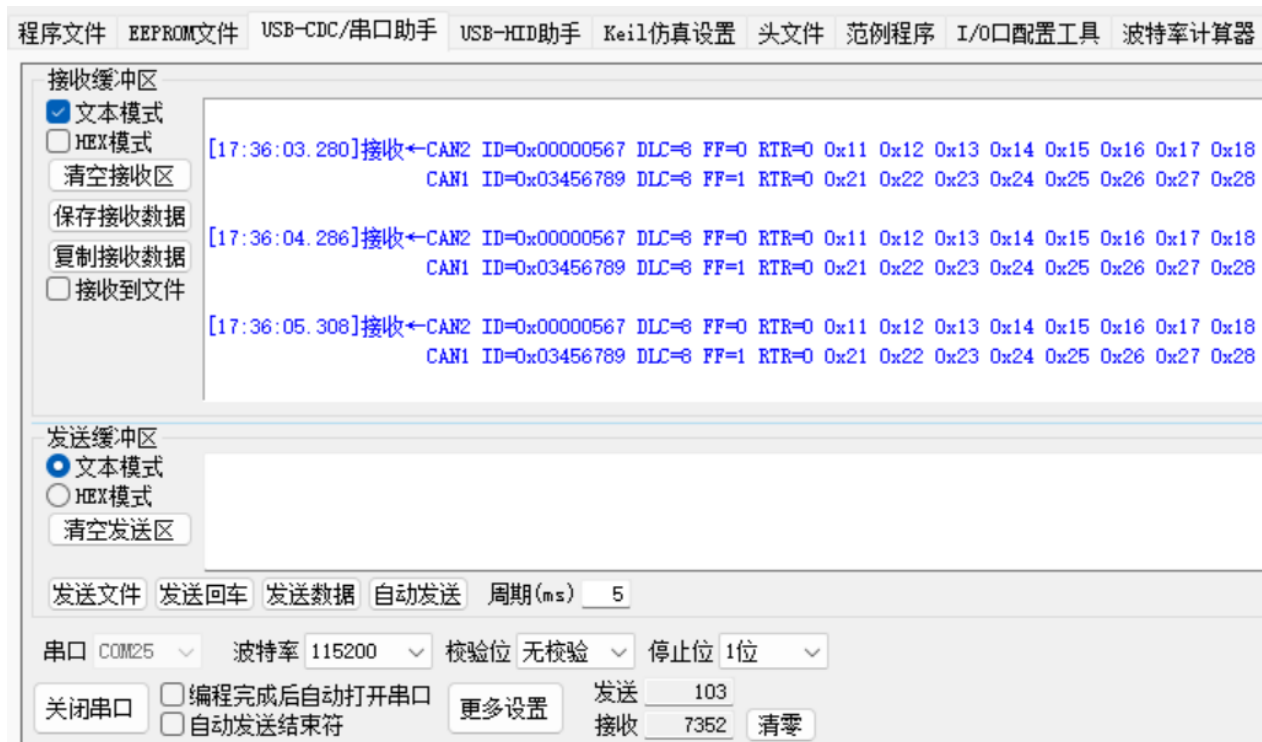 程序文件 EEPROM文件 USB-CDC/串口助手 USB-HID助手 Keil仿真设置 头文件 范例程序 I/O口配置工具 波特率计算器
接收缓冲区
文本模式
HEX模式
清空接收区
保存接收数据
复制接收数据
接收到文件
[17:36:03.280]接收←CAN2 ID=0x00000567 DLC=8 FF=0 RTR=0 0x11 0x12 0x13 0x14 0x15 0x16 0x17 0x18
CAN1 ID=0x03456789 DLC=8 FF=1 RTR=0 0x21 0x22 0x23 0x24 0x25 0x26 0x27 0x28
[17:36:04.286]接收←CAN2 ID=0x00000567 DLC=8 FF=0 RTR=0 0x11 0x12 0x13 0x14 0x15 0x16 0x17 0x18
CAN1 ID=0x03456789 DLC=8 FF=1 RTR=0 0x21 0x22 0x23 0x24 0x25 0x26 0x27 0x28
[17:36:05.308]接收←CAN2 ID=0x00000567 DLC=8 FF=0 RTR=0 0x11 0x12 0x13 0x14 0x15 0x16 0x17 0x18
CAN1 ID=0x03456789 DLC=8 FF=1 RTR=0 0x21 0x22 0x23 0x24 0x25 0x26 0x27 0x28
发送缓冲区
文本模式
HEX模式
清空发送区
发送文件 发送回车 发送数据 自动发送 周期(ms) 5
串口 COM25 波特率 115200 校验位 无校验 停止位 1位
关闭串口 编程完成后自动打开串口 更多设置 发送 103
自动发送结束符 接收 7352 清零